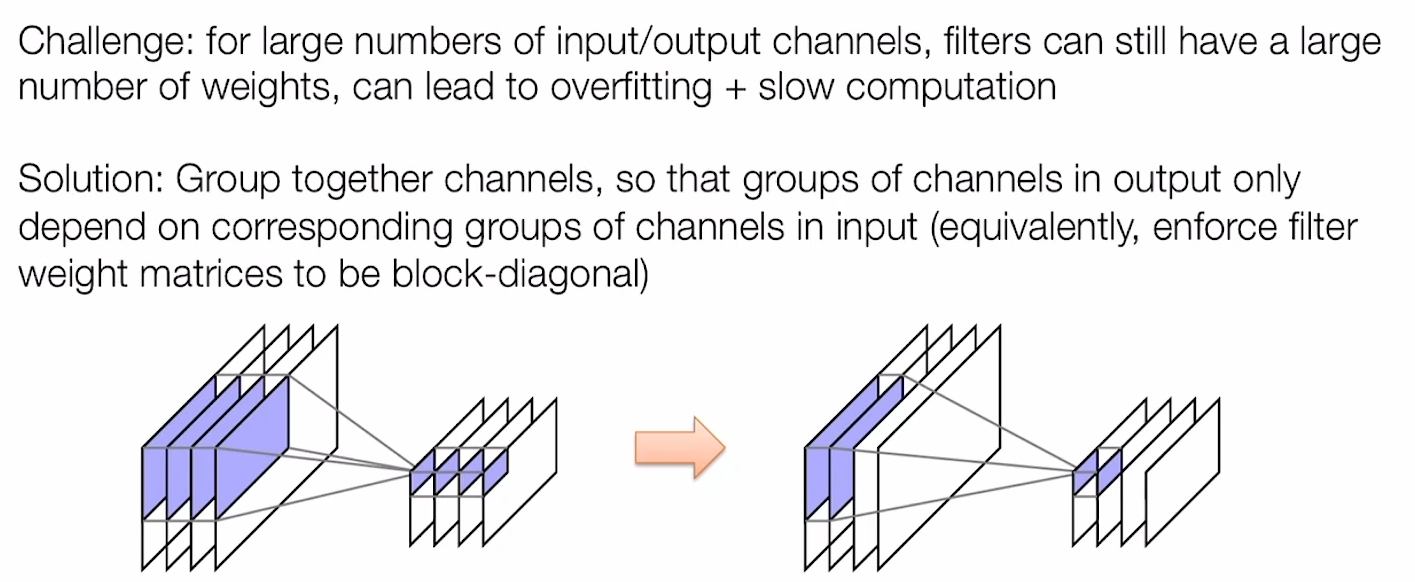 Challenge: for large numbers of input/output channels, filters can still have a large
number of weights, can lead to overfitting + slow computation
Solution: Group together channels, so that groups of channels in output only
depend on corresponding groups of channels in input (equivalently, enforce filter
weight matrices to be block-diagonal)